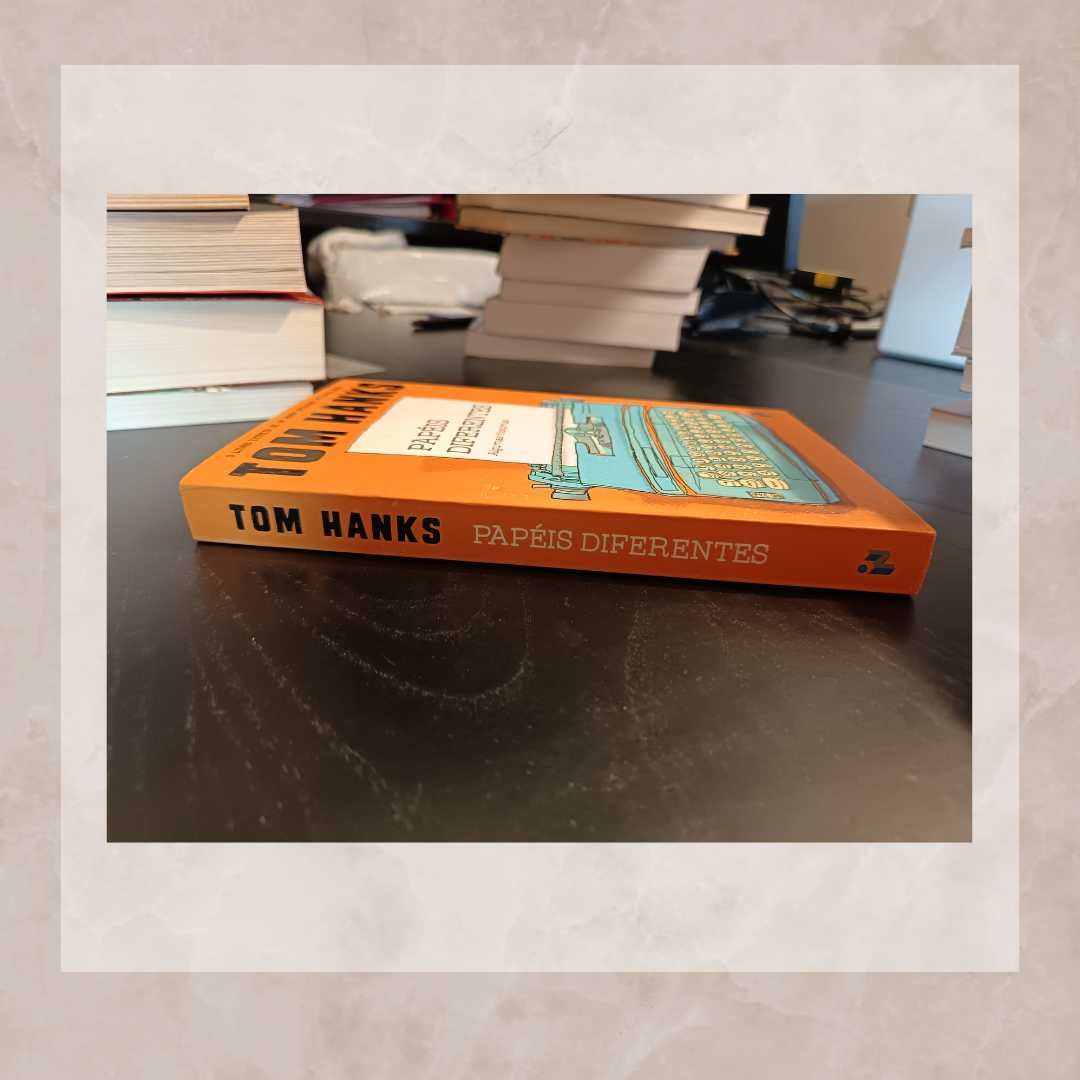 TOM HANKS
PAPÉIS
DIFERENTES
TOM HANKS PAPÉIS DIFERENTES